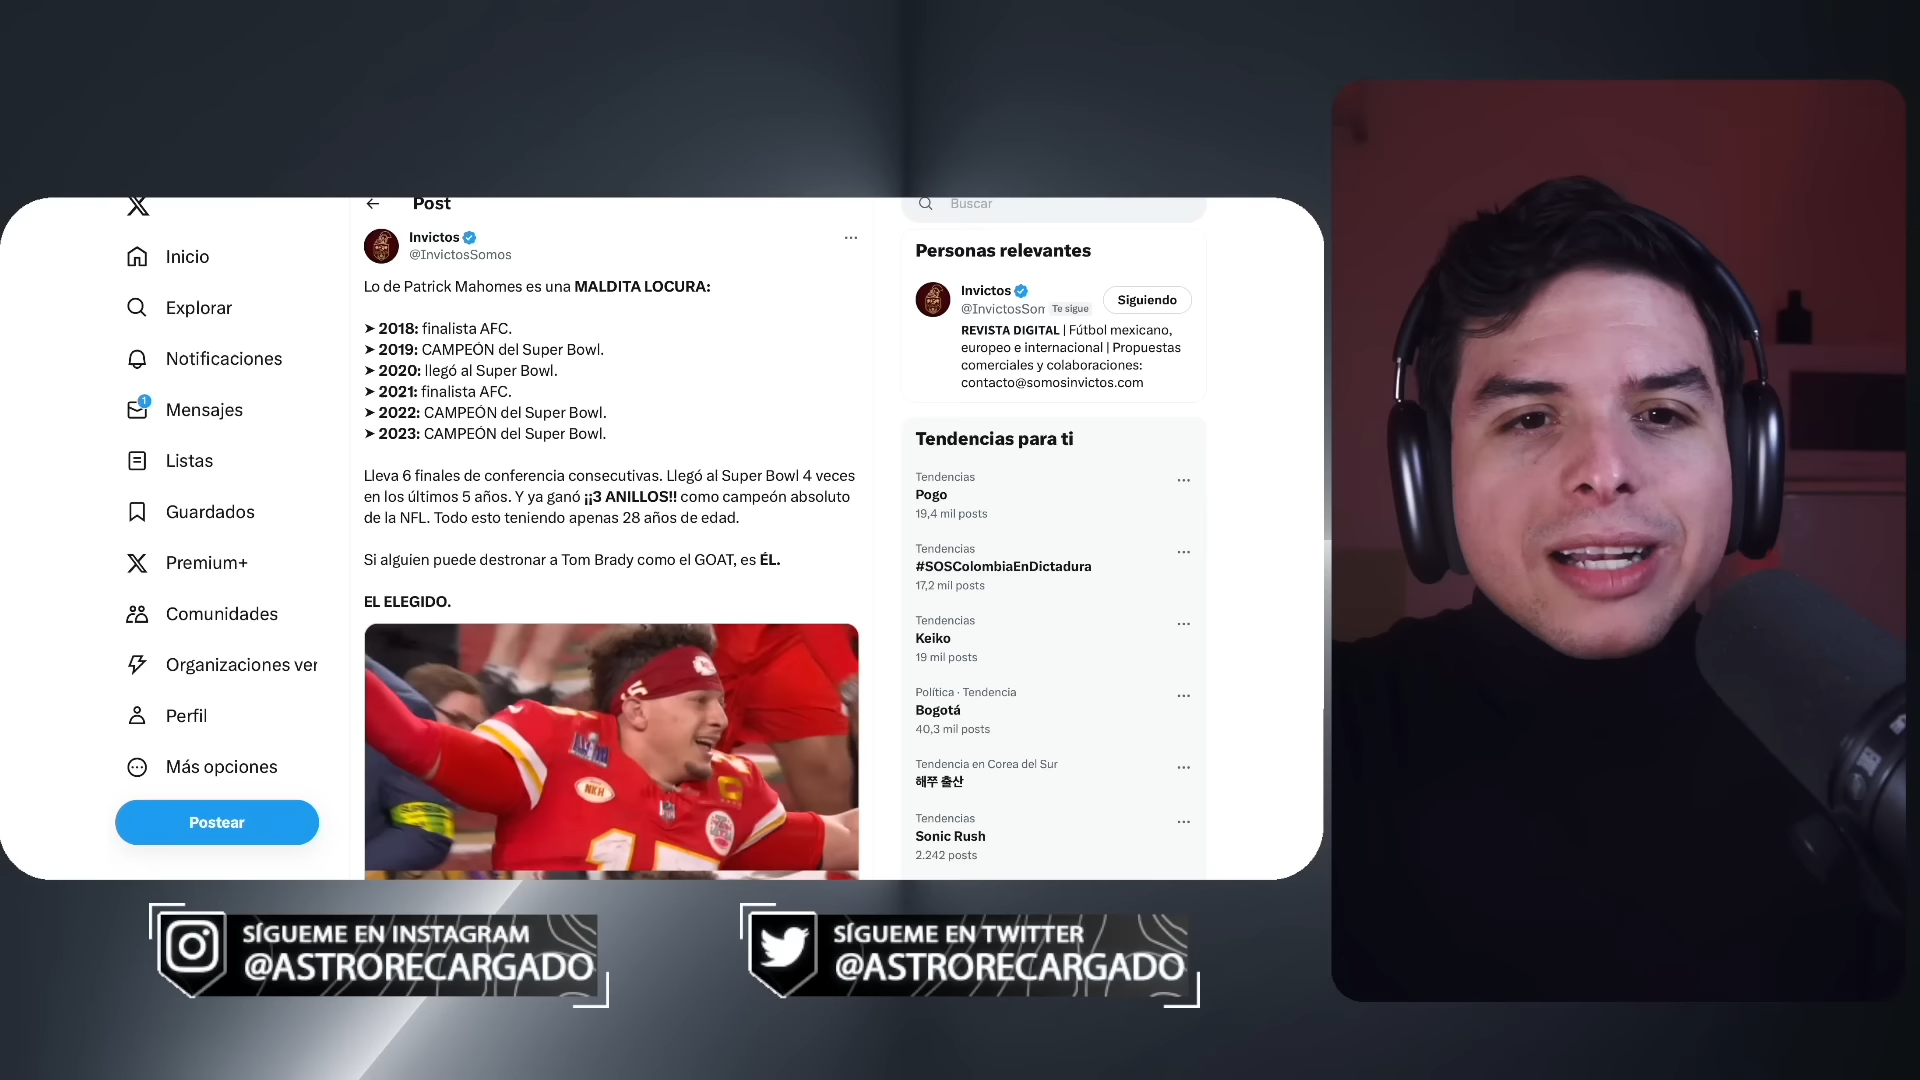 Inicio
Explorar
Notificaciones
1
Mensajes
Listas
Guardados
Premium+
Comunidades
Organizaciones ver
Perfil
Más opciones
Postear
Post
Invictos
@InvictosSomos
Lo de Patrick Mahomes es una MALDITA LOCURA:
➤ 2018: finalista AFC.
➤ 2019: CAMPEÓN del Super Bowl.
➤ 2020: llegó al Super Bowl.
➤ 2021: finalista AFC.
➤ 2022: CAMPEÓN del Super Bowl.
➤ 2023: CAMPEÓN del Super Bowl.
Lleva 6 finales de conferencia consecutivas. Llegó al Super Bowl 4 veces
en los últimos 5 años. Y ya ganó ¡¡3 ANILLOS!! como campeón absoluto
de la NFL. Todo esto teniendo apenas 28 años de edad.
Si alguien puede destronar a Tom Brady como el GOAT, es ÉL.
EL ELEGIDO.
NKH
15
Buscar
Personas relevantes
Invictos
@InvictosSom Te sigue
Siguiendo
REVISTA DIGITAL | Fútbol mexicano,
europeo e internacional | Propuestas
comerciales y colaboraciones:
contacto@somosinvictos.com
Tendencias para ti
Tendencias
Pogo
19,4 mil posts
Tendencias
#SOSColombiaEnDictadura
17,2 mil posts
Tendencias
Keiko
19 mil posts
Política · Tendencia
Bogotá
40,3 mil posts
Tendencia en Corea del Sur
해쭈 출산
Tendencias
Sonic Rush
2.242 posts
SÍGUEME EN INSTAGRAM
@ASTRORECARGADO
SÍGUEME EN TWITTER
@ASTRORECARGADO